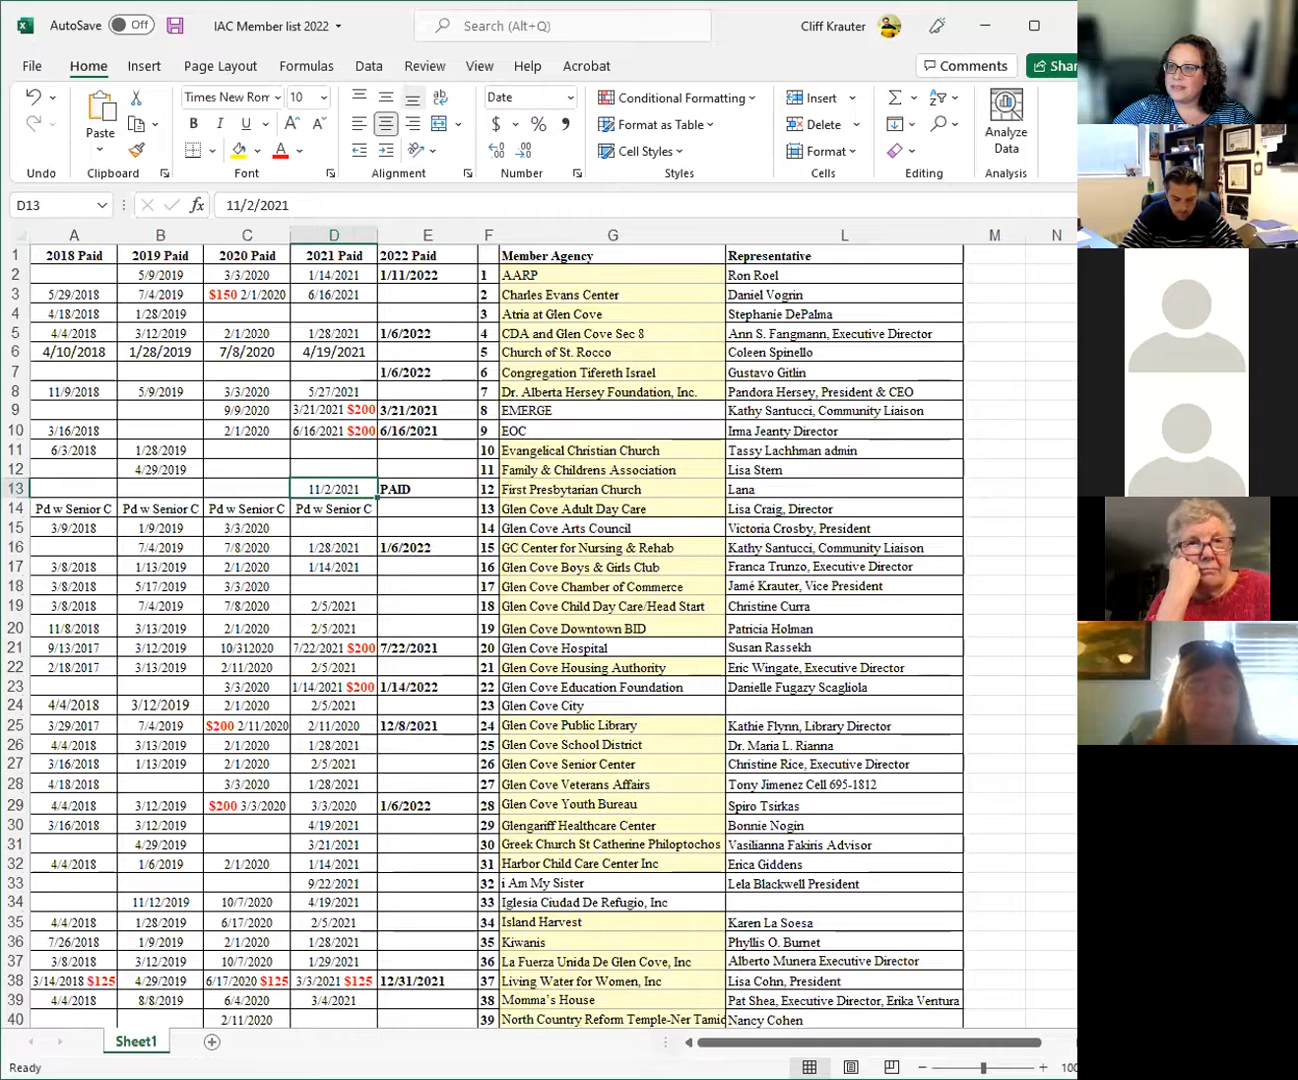 AutoSave Off IAC Member list 2022 Search (Alt+Q) Cliff Krauter
File Home Insert Page Layout Formulas Data Review View Help Acrobat Comments Shar
Times New Ror 10 Date Conditional Formatting Insert
Paste B I U $ % Format as Table Delete Analyze Data
Cell Styles Format
Undo Clipboard Font Alignment Number Styles Cells Editing Analysis
D13 fx 11/2/2021
A B C D E F G L M N
1 2018 Paid 2019 Paid 2020 Paid 2021 Paid 2022 Paid Member Agency Representative
2 5/9/2019 3/3/2020 1/14/2021 1/11/2022 1 AARP Ron Roel
3 5/29/2018 7/4/2019 $150 2/1/2020 6/16/2021 2 Charles Evans Center Daniel Vogrin
4 4/18/2018 1/28/2019 3 Atria at Glen Cove Stephanie DePalma
5 4/4/2018 3/12/2019 2/1/2020 1/28/2021 1/6/2022 4 CDA and Glen Cove Sec 8 Ann S. Fangmann, Executive Director
6 4/10/2018 1/28/2019 7/8/2020 4/19/2021 5 Church of St. Rocco Coleen Spinello
7 1/6/2022 6 Congregation Tifereth Israel Gustavo Gitlin
8 11/9/2018 5/9/2019 3/3/2020 5/27/2021 7 Dr. Alberta Hersey Foundation, Inc. Pandora Hersey, President & CEO
9 9/9/2020 3/21/2021 $200 3/21/2021 8 EMERGE Kathy Santucci, Community Liaison
10 3/16/2018 2/1/2020 6/16/2021 $200 6/16/2021 9 EOC Irma Jeanty Director
11 6/3/2018 1/28/2019 10 Evangelical Christian Church Tassy Lachhman admin
12 4/29/2019 11 Family & Childrens Association Lisa Stern
13 11/2/2021 PAID 12 First Presbytarian Church Lana
14 Pd w Senior C Pd w Senior C Pd w Senior C Pd w Senior C 13 Glen Cove Adult Day Care Lisa Craig, Director
15 3/9/2018 1/9/2019 3/3/2020 14 Glen Cove Arts Council Victoria Crosby, President
16 7/4/2019 7/8/2020 1/28/2021 1/6/2022 15 GC Center for Nursing & Rehab Kathy Santucci, Community Liaison
17 3/8/2018 1/13/2019 2/1/2020 1/14/2021 16 Glen Cove Boys & Girls Club Franca Trunzo, Executive Director
18 3/8/2018 5/17/2019 3/3/2020 17 Glen Cove Chamber of Commerce Jamé Krauter, Vice President
19 3/8/2018 7/4/2019 7/8/2020 2/5/2021 18 Glen Cove Child Day Care/Head Start Christine Curra
20 11/8/2018 3/13/2019 2/1/2020 2/5/2021 19 Glen Cove Downtown BID Patricia Holman
21 9/13/2017 3/12/2019 10/312020 7/22/2021 $200 7/22/2021 20 Glen Cove Hospital Susan Rassekh
22 2/18/2017 3/13/2019 2/11/2020 2/5/2021 21 Glen Cove Housing Authority Eric Wingate, Executive Director
23 3/3/2020 1/14/2021 $200 1/14/2022 22 Glen Cove Education Foundation Danielle Fugazy Scagliola
24 4/4/2018 3/12/2019 2/1/2020 2/5/2021 23 Glen Cove City
25 3/29/2017 7/4/2019 $200 2/11/2020 2/11/2020 12/8/2021 24 Glen Cove Public Library Kathie Flynn, Library Director
26 4/4/2018 3/13/2019 2/1/2020 1/28/2021 25 Glen Cove School District Dr. Maria L. Rianna
27 3/16/2018 1/13/2019 2/1/2020 2/5/2021 26 Glen Cove Senior Center Christine Rice, Executive Director
28 4/18/2018 3/3/2020 1/28/2021 27 Glen Cove Veterans Affairs Tony Jimenez Cell 695-1812
29 4/4/2018 3/12/2019 $200 3/3/2020 3/3/2020 1/6/2022 28 Glen Cove Youth Bureau Spiro Tsirkas
30 3/16/2018 3/12/2019 4/19/2021 29 Glengariff Healthcare Center Bonnie Nogin
31 4/29/2019 3/21/2021 30 Greek Church St Catherine Philoptochos Vasilianna Fakiris Advisor
32 4/4/2018 1/6/2019 2/1/2020 1/14/2021 31 Harbor Child Care Center Inc Erica Giddens
33 9/22/2021 32 i Am My Sister Lela Blackwell President
34 11/12/2019 10/7/2020 4/19/2021 33 Iglesia Ciudad De Refugio, Inc
35 4/4/2018 1/28/2019 6/17/2020 2/5/2021 34 Island Harvest Karen La Soesa
36 7/26/2018 1/9/2019 2/1/2020 1/28/2021 35 Kiwanis Phyllis O. Burnet
37 3/8/2018 3/12/2019 10/7/2020 1/29/2021 36 La Fuerza Unida De Glen Cove, Inc Alberto Munera Executive Director
38 3/14/2018 $125 4/29/2019 6/17/2020 $125 3/3/2021 $125 12/31/2021 37 Living Water for Women, Inc Lisa Cohn, President
39 4/4/2018 8/8/2019 6/4/2020 3/4/2021 38 Momma's House Pat Shea, Executive Director, Erika Ventura
40 2/11/2020 39 North Country Reform Temple-Ner Tamid Nancy Cohen
Sheet1
Ready 100